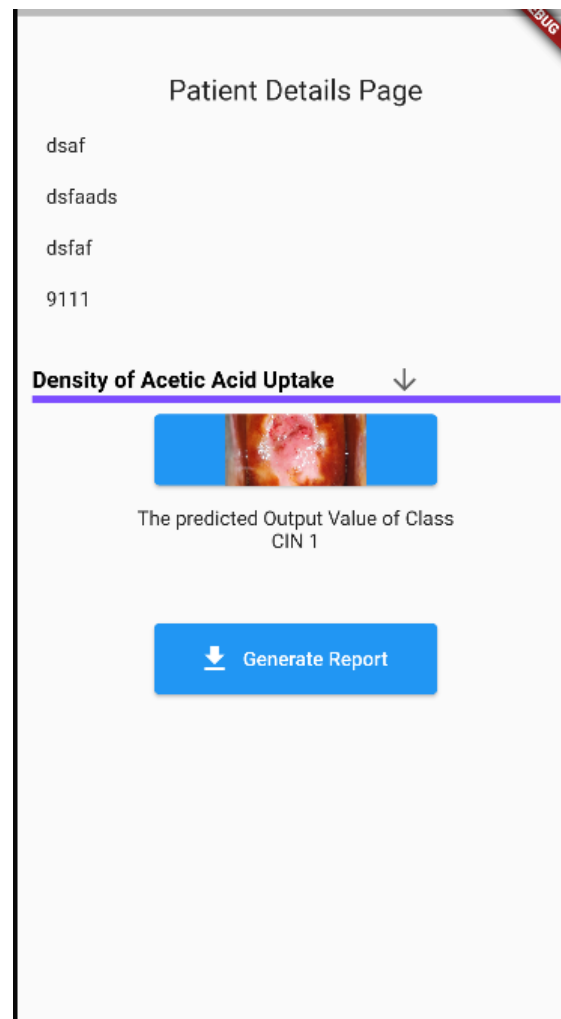 BUG
Patient Details Page
dsaf
dsfaads
dsfaf
9111
Density of Acetic Acid Uptake
The predicted Output Value of Class
CIN 1
Generate Report